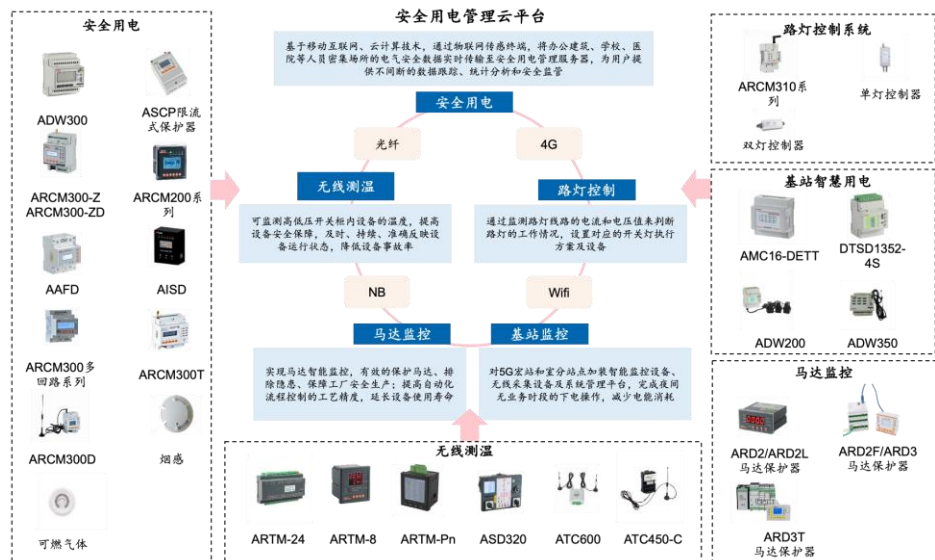 安全用电
ADW300
ASCP限流
式保护器
ARCM300-Z
ARCM300-ZD
ARCM200系
列
AAFD
AISD
ARCM300多
回路系列
ARCM300T
ARCM300D
烟感
可燃气体
安全用电管理云平台
基于移动互联网、云计算技术，通过物联网传感终端，将办公建筑、学校、医
院等人员密集场所的电气安全数据实时传输至安全用电管理服务器，为用户提
供不间断的数据跟踪、统计分析和安全监管
安全用电
光纤
4G
无线测温
可监测高低压开关柜内设备的温度，提高
设备安全保障，及时、持续、准确反映设
备运行状态，降低设备事故率
路灯控制
通过监测路灯线路的电流和电压值来判断
路灯的工作情况，设置对应的开关灯执行
方案及设备
NB
Wifi
马达监控
实现马达智能监控，有效的保护马达、排
除隐患、保障工厂安全生产；提高自动化
流程控制的工艺精度，延长设备使用寿命
基站监控
对5G宏站和室分站点加装智能监控设备、
无线采集设备及系统管理平台，完成夜间
无业务时段的下电操作，减少电能消耗
无线测温
ARTM-24
ARTM-8
ARTM-Pn
ASD320
ATC600
ATC450-C
路灯控制系统
ARCM310系
列
单灯控制器
双灯控制器
基站智慧用电
AMC16-DETT
DTSD1352-
4S
ADW200
ADW350
马达监控
ARD2/ARD2L
马达保护器
ARD2F/ARD3
马达保护器
ARD3T
马达保护器